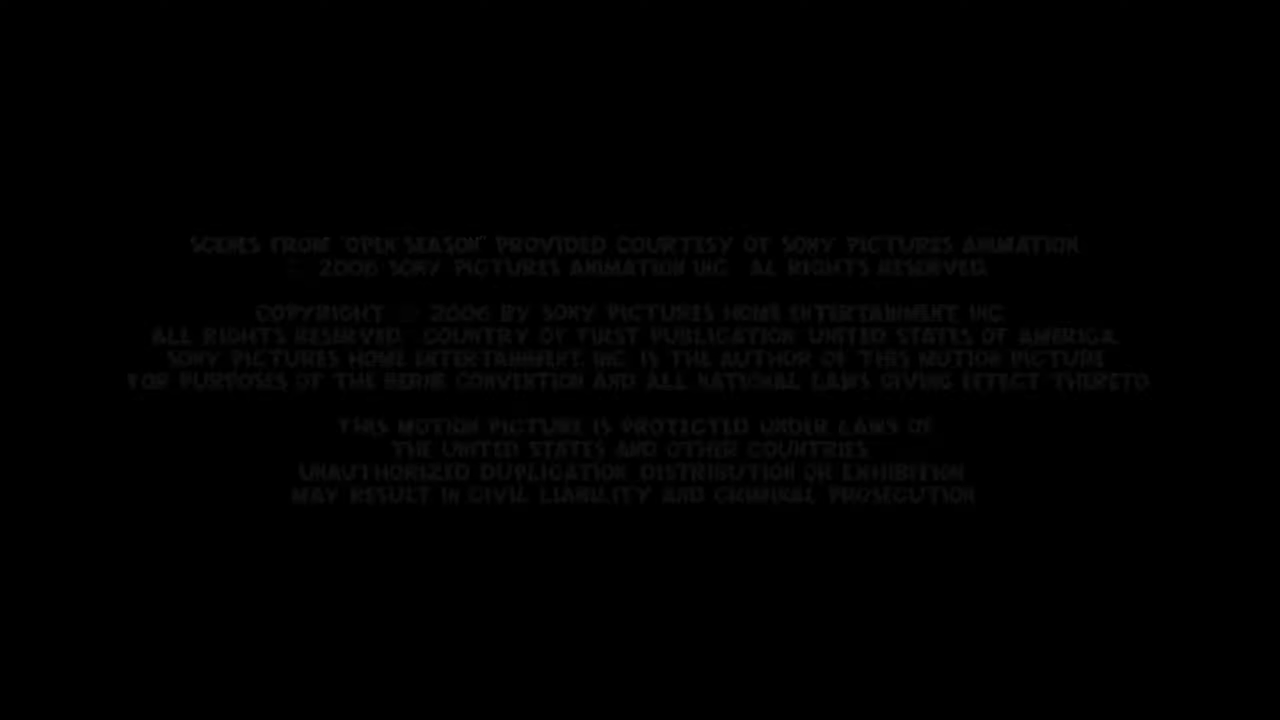 SCENES FROM "OPEN SEASON" PROVIDED COURTESY OF SONY PICTURES ANIMATION
© 2006 SONY PICTURES ANIMATION INC. ALL RIGHTS RESERVED.
COPYRIGHT © 2006 BY SONY PICTURES HOME ENTERTAINMENT INC.
ALL RIGHTS RESERVED. COUNTRY OF FIRST PUBLICATION UNITED STATES OF AMERICA.
SONY PICTURES HOME ENTERTAINMENT INC. IS THE AUTHOR OF THIS MOTION PICTURE
FOR PURPOSES OF THE BERNE CONVENTION AND ALL NATIONAL LAWS GIVING EFFECT THERETO.
THIS MOTION PICTURE IS PROTECTED UNDER LAWS OF
THE UNITED STATES AND OTHER COUNTRIES.
UNAUTHORIZED DUPLICATION, DISTRIBUTION OR EXHIBITION
MAY RESULT IN CIVIL LIABILITY AND CRIMINAL PROSECUTION.